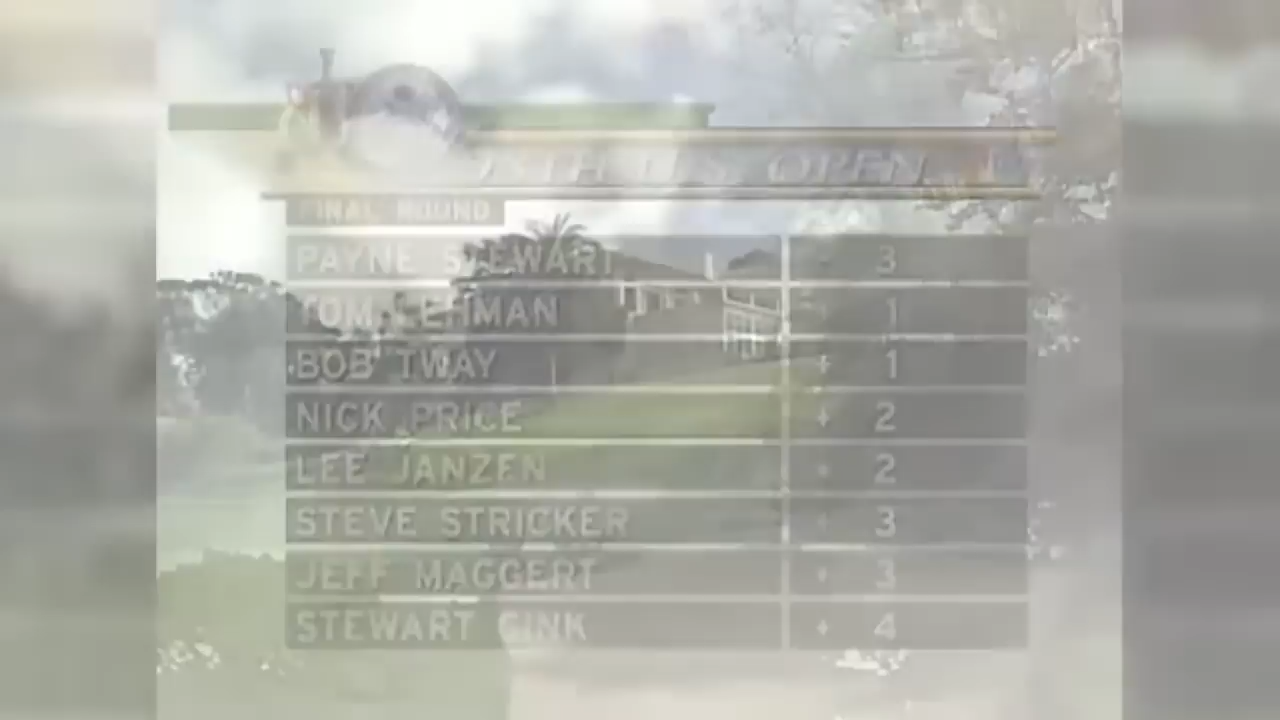 98TH U.S. OPEN
FINAL ROUND
PAYNE STEWART - 3
TOM LEHMAN - 1
BOB TWAY + 1
NICK PRICE + 2
LEE JANZEN + 2
STEVE STRICKER + 3
JEFF MAGGERT + 3
STEWART CINK + 4